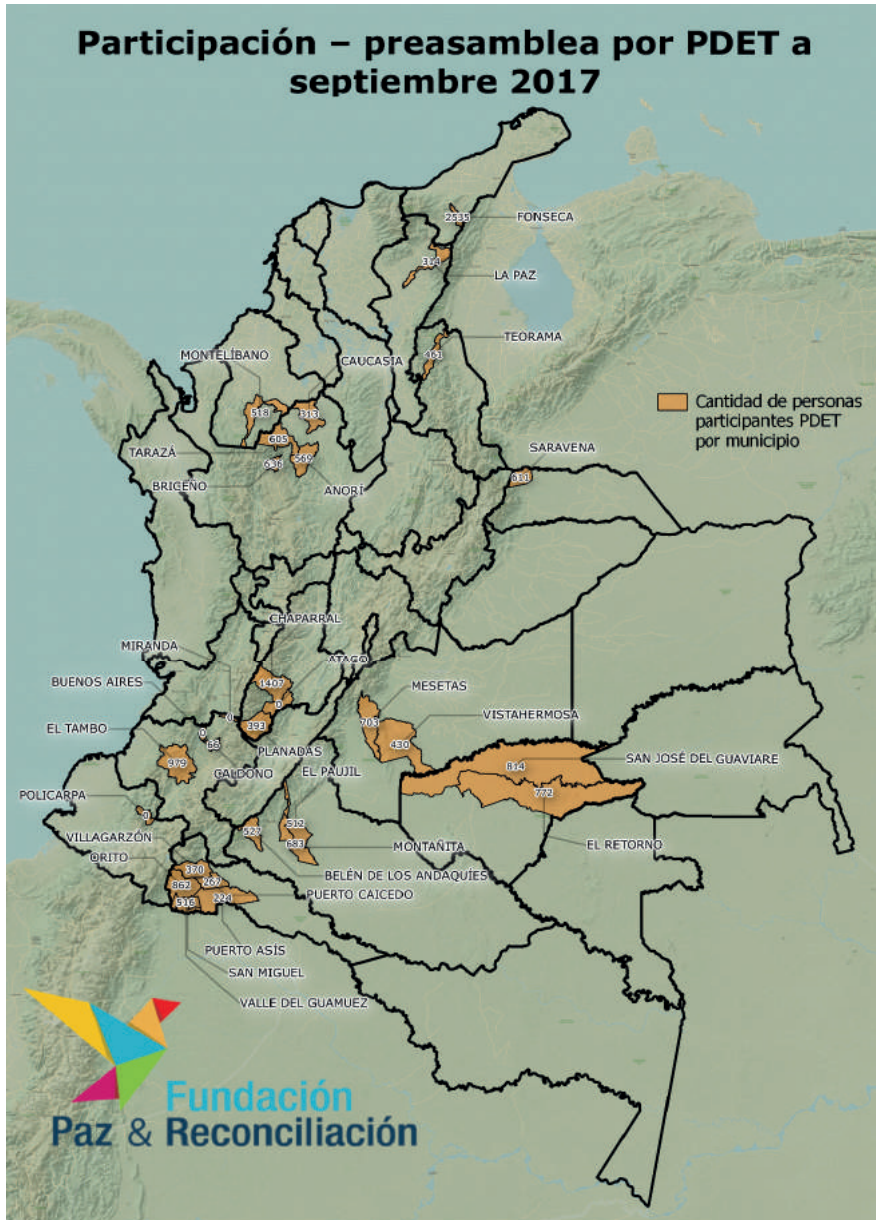 Participación – preasamblea por PDET a
septiembre 2017
2535
FONSECA
314
LA PAZ
TEORAMA
461
MONTELÍBANO
CAUCASIA
518
313
Cantidad de personas
participantes PDET
por municipio
605
TARAZÁ
636
569
BRICEÑO
ANORÍ
SARAVENA
611
CHAPARRAL
MIRANDA
ATACO
BUENOS AIRES
1407
0
MESETAS
EL TAMBO
0
0
66
393
703
VISTAHERMOSA
430
979
PLANADAS
CALDONO
EL PAUJIL
814
SAN JOSÉ DEL GUAVIARE
772
POLICARPA
512
527
683
VILLAGARZÓN
MONTAÑITA
EL RETORNO
ORITO
370
BELÉN DE LOS ANDAQUÍES
862
267
516
224
PUERTO CAICEDO
PUERTO ASÍS
SAN MIGUEL
VALLE DEL GUAMUEZ
Fundación
Paz & Reconciliación